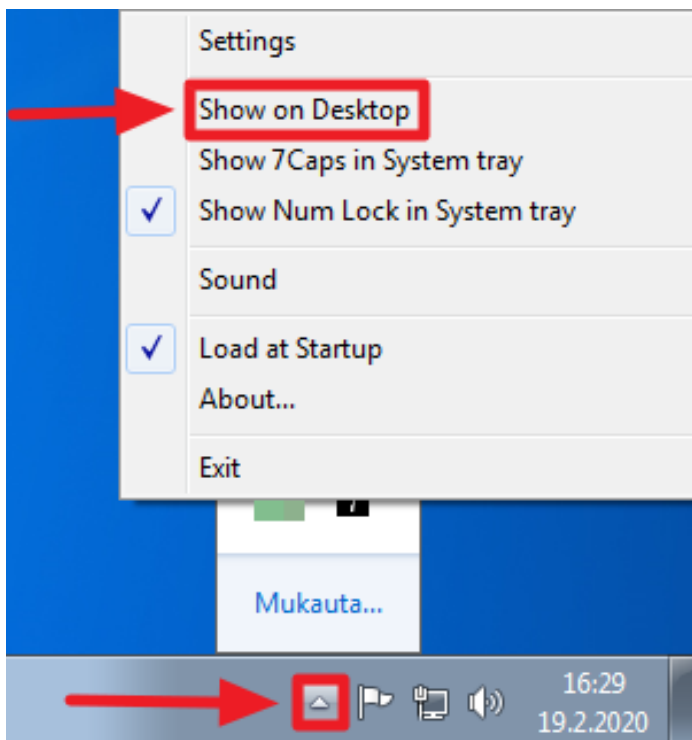 Settings
Show on Desktop
Show 7Caps in System tray
Show Num Lock in System tray
Sound
Load at Startup
About...
Exit
Mukauta...
16:29
19.2.2020